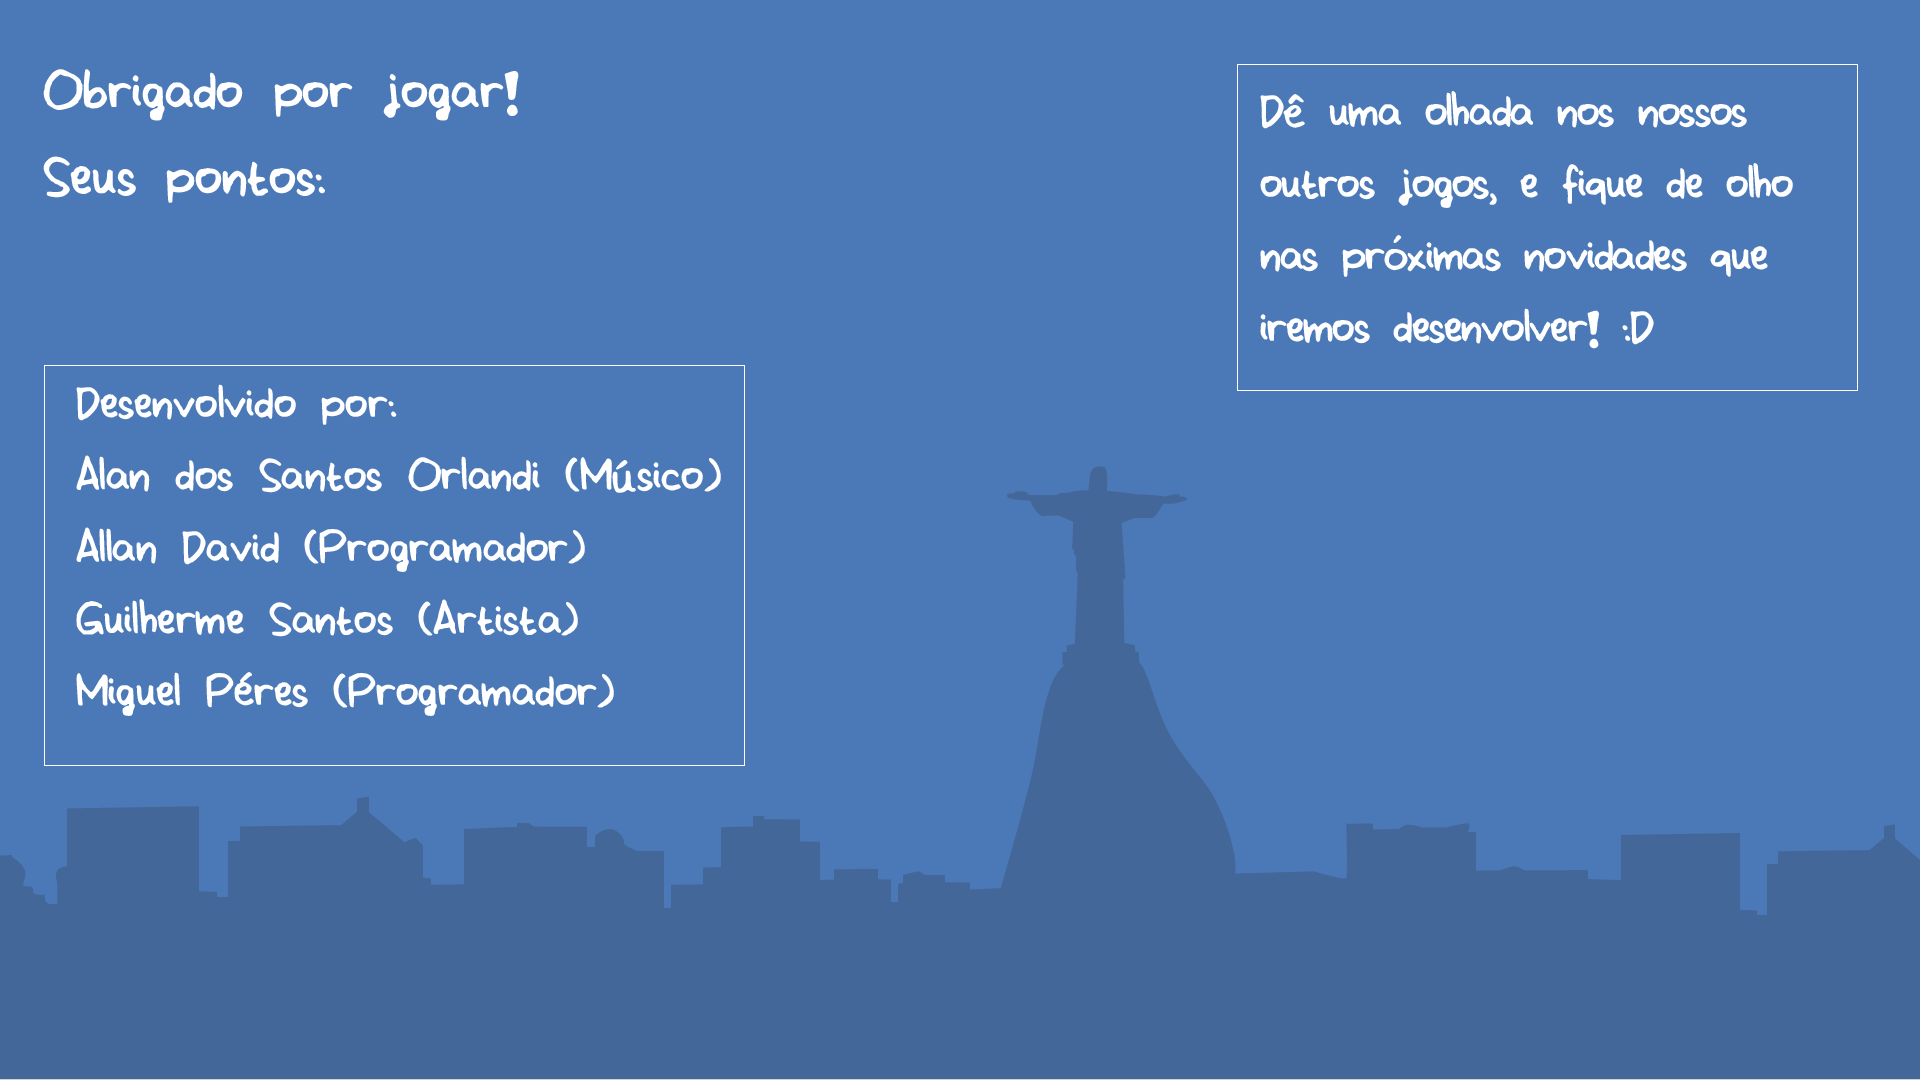 Obrigado por jogar!
Seus pontos:
Dê uma olhada nos nossos
outros jogos, e fique de olho
nas próximas novidades que
iremos desenvolver! :D
Desenvolvido por:
Alan dos Santos Orlandi (Músico)
Allan David (Programador)
Guilherme Santos (Artista)
Miguel Péres (Programador)